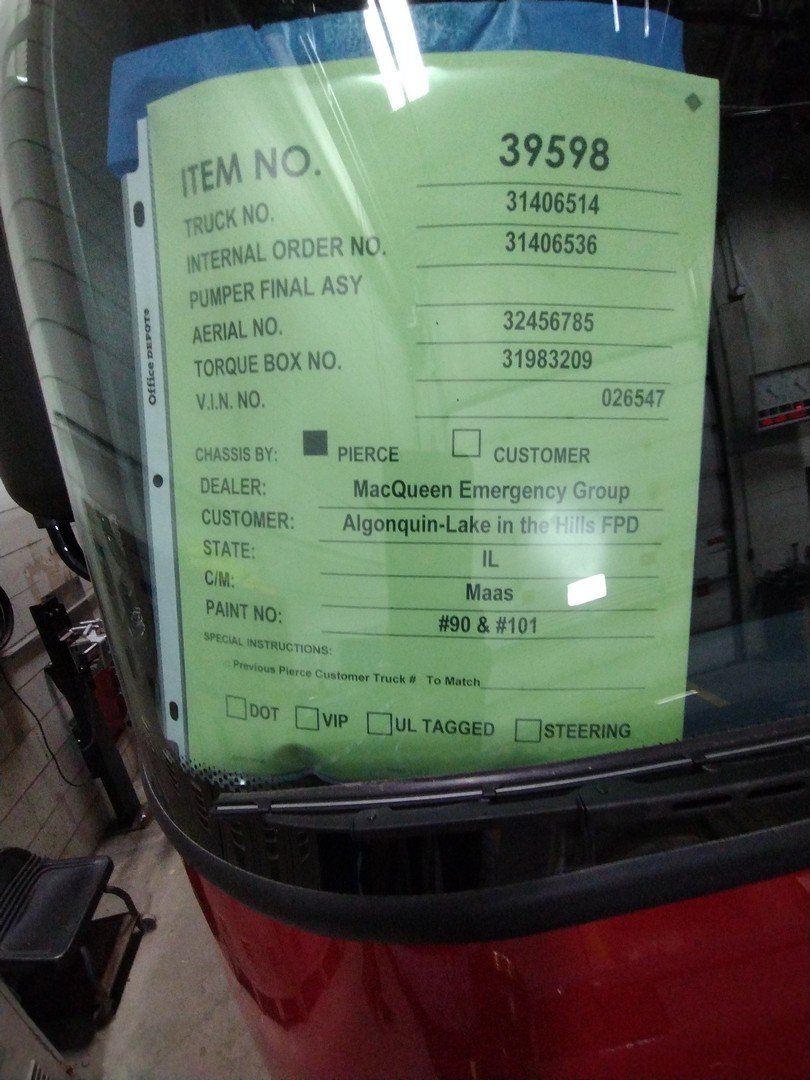 ITEM NO. 39598
TRUCK NO. 31406514
INTERNAL ORDER NO. 31406536
PUMPER FINAL ASY
AERIAL NO. 32456785
TORQUE BOX NO. 31983209
V.I.N. NO. 026547
CHASSIS BY: PIERCE CUSTOMER
DEALER: MacQueen Emergency Group
CUSTOMER: Algonquin-Lake in the Hills FPD
STATE: IL
C/M: Maas
PAINT NO: #90 & #101
SPECIAL INSTRUCTIONS:
Previous Pierce Customer Truck # To Match
DOT VIP UL TAGGED STEERING
Office DEPOT®